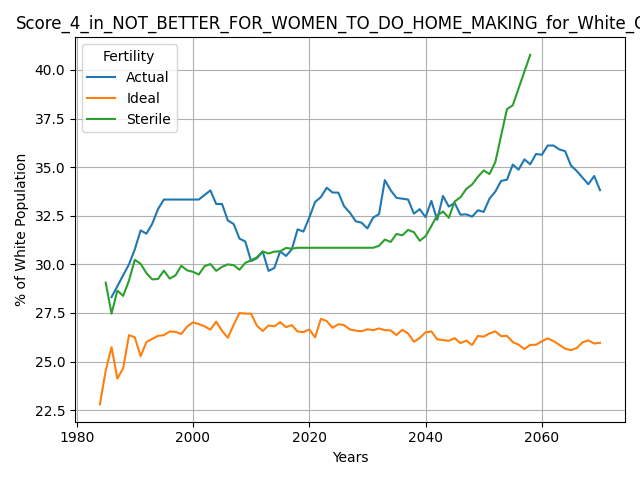 Score_4_in_NOT_BETTER_FOR_WOMEN_TO_DO_HOME_MAKING_for_White_
Fertility
Actual
Ideal
Sterile
% of White Population
40.0
37.5
35.0
32.5
30.0
27.5
25.0
22.5
1980
2000
2020
2040
2060
Years